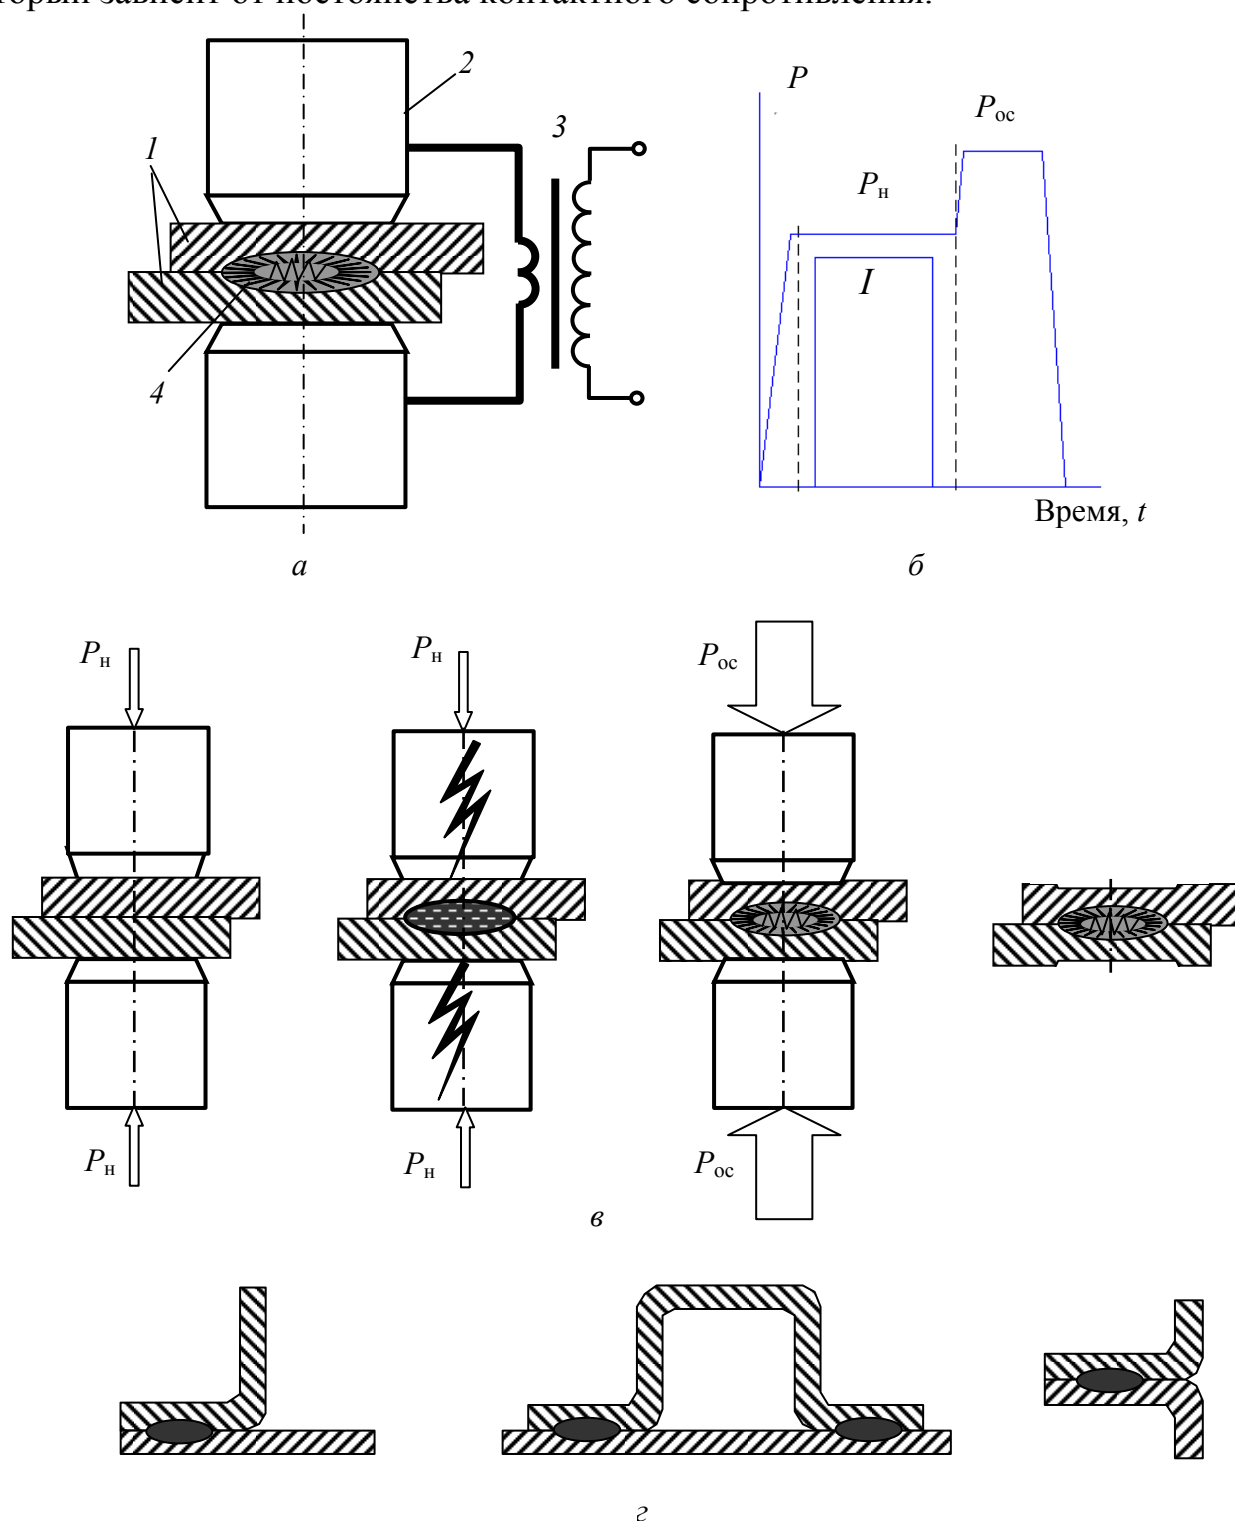 торый зависит от постоянства контактного сопротивления.
2
3
1
4
P
Pос
Pн
I
Время, t
а
б
Pн
Pн
Pос
Pн
Pн
Pос
в
г